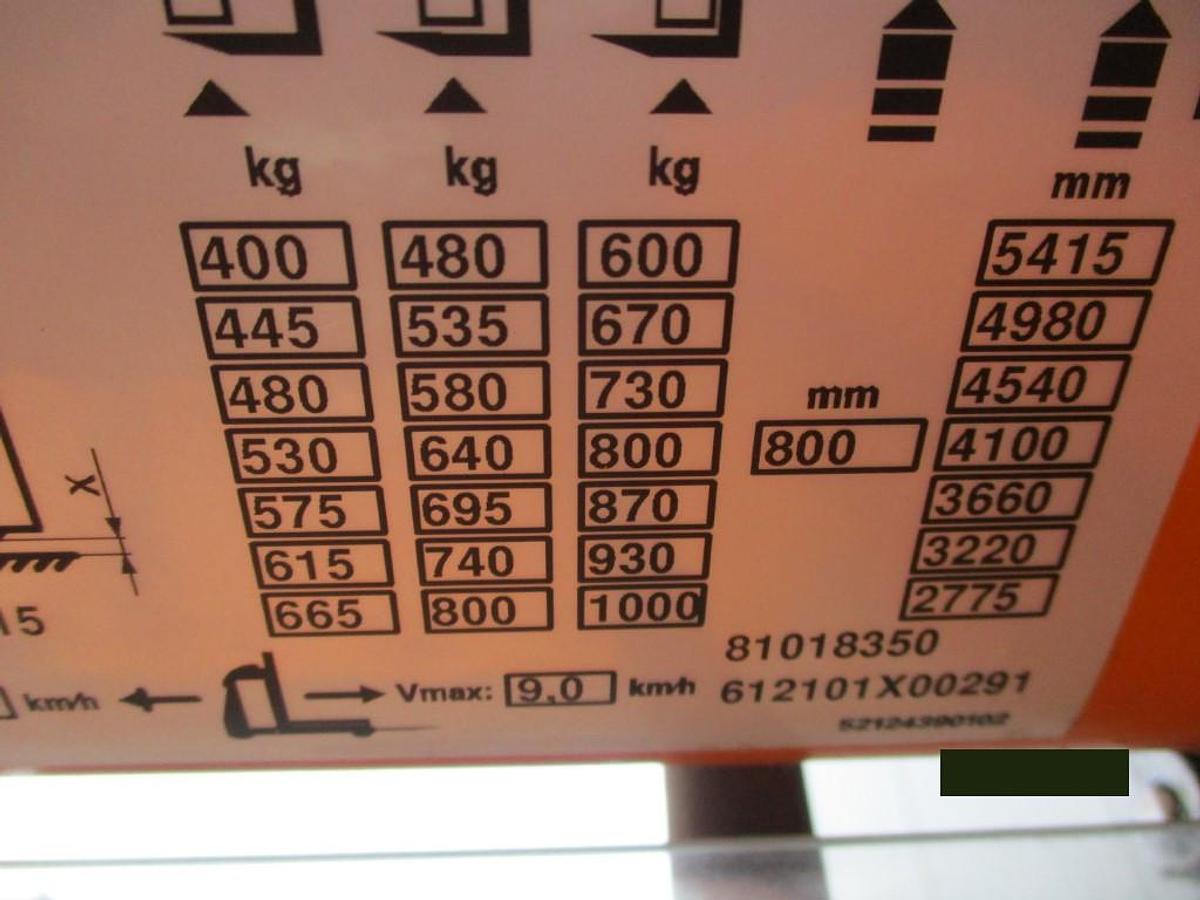 kg kg kg mm
400 480 600 5415
445 535 670 4980
480 580 730 mm 4540
530 640 800 800 4100
x 575 695 870 3660
615 740 930 3220
15 665 800 1000 2775
81018350
km/h Vmax: 9,0 km/h 612101X00291
52124390102